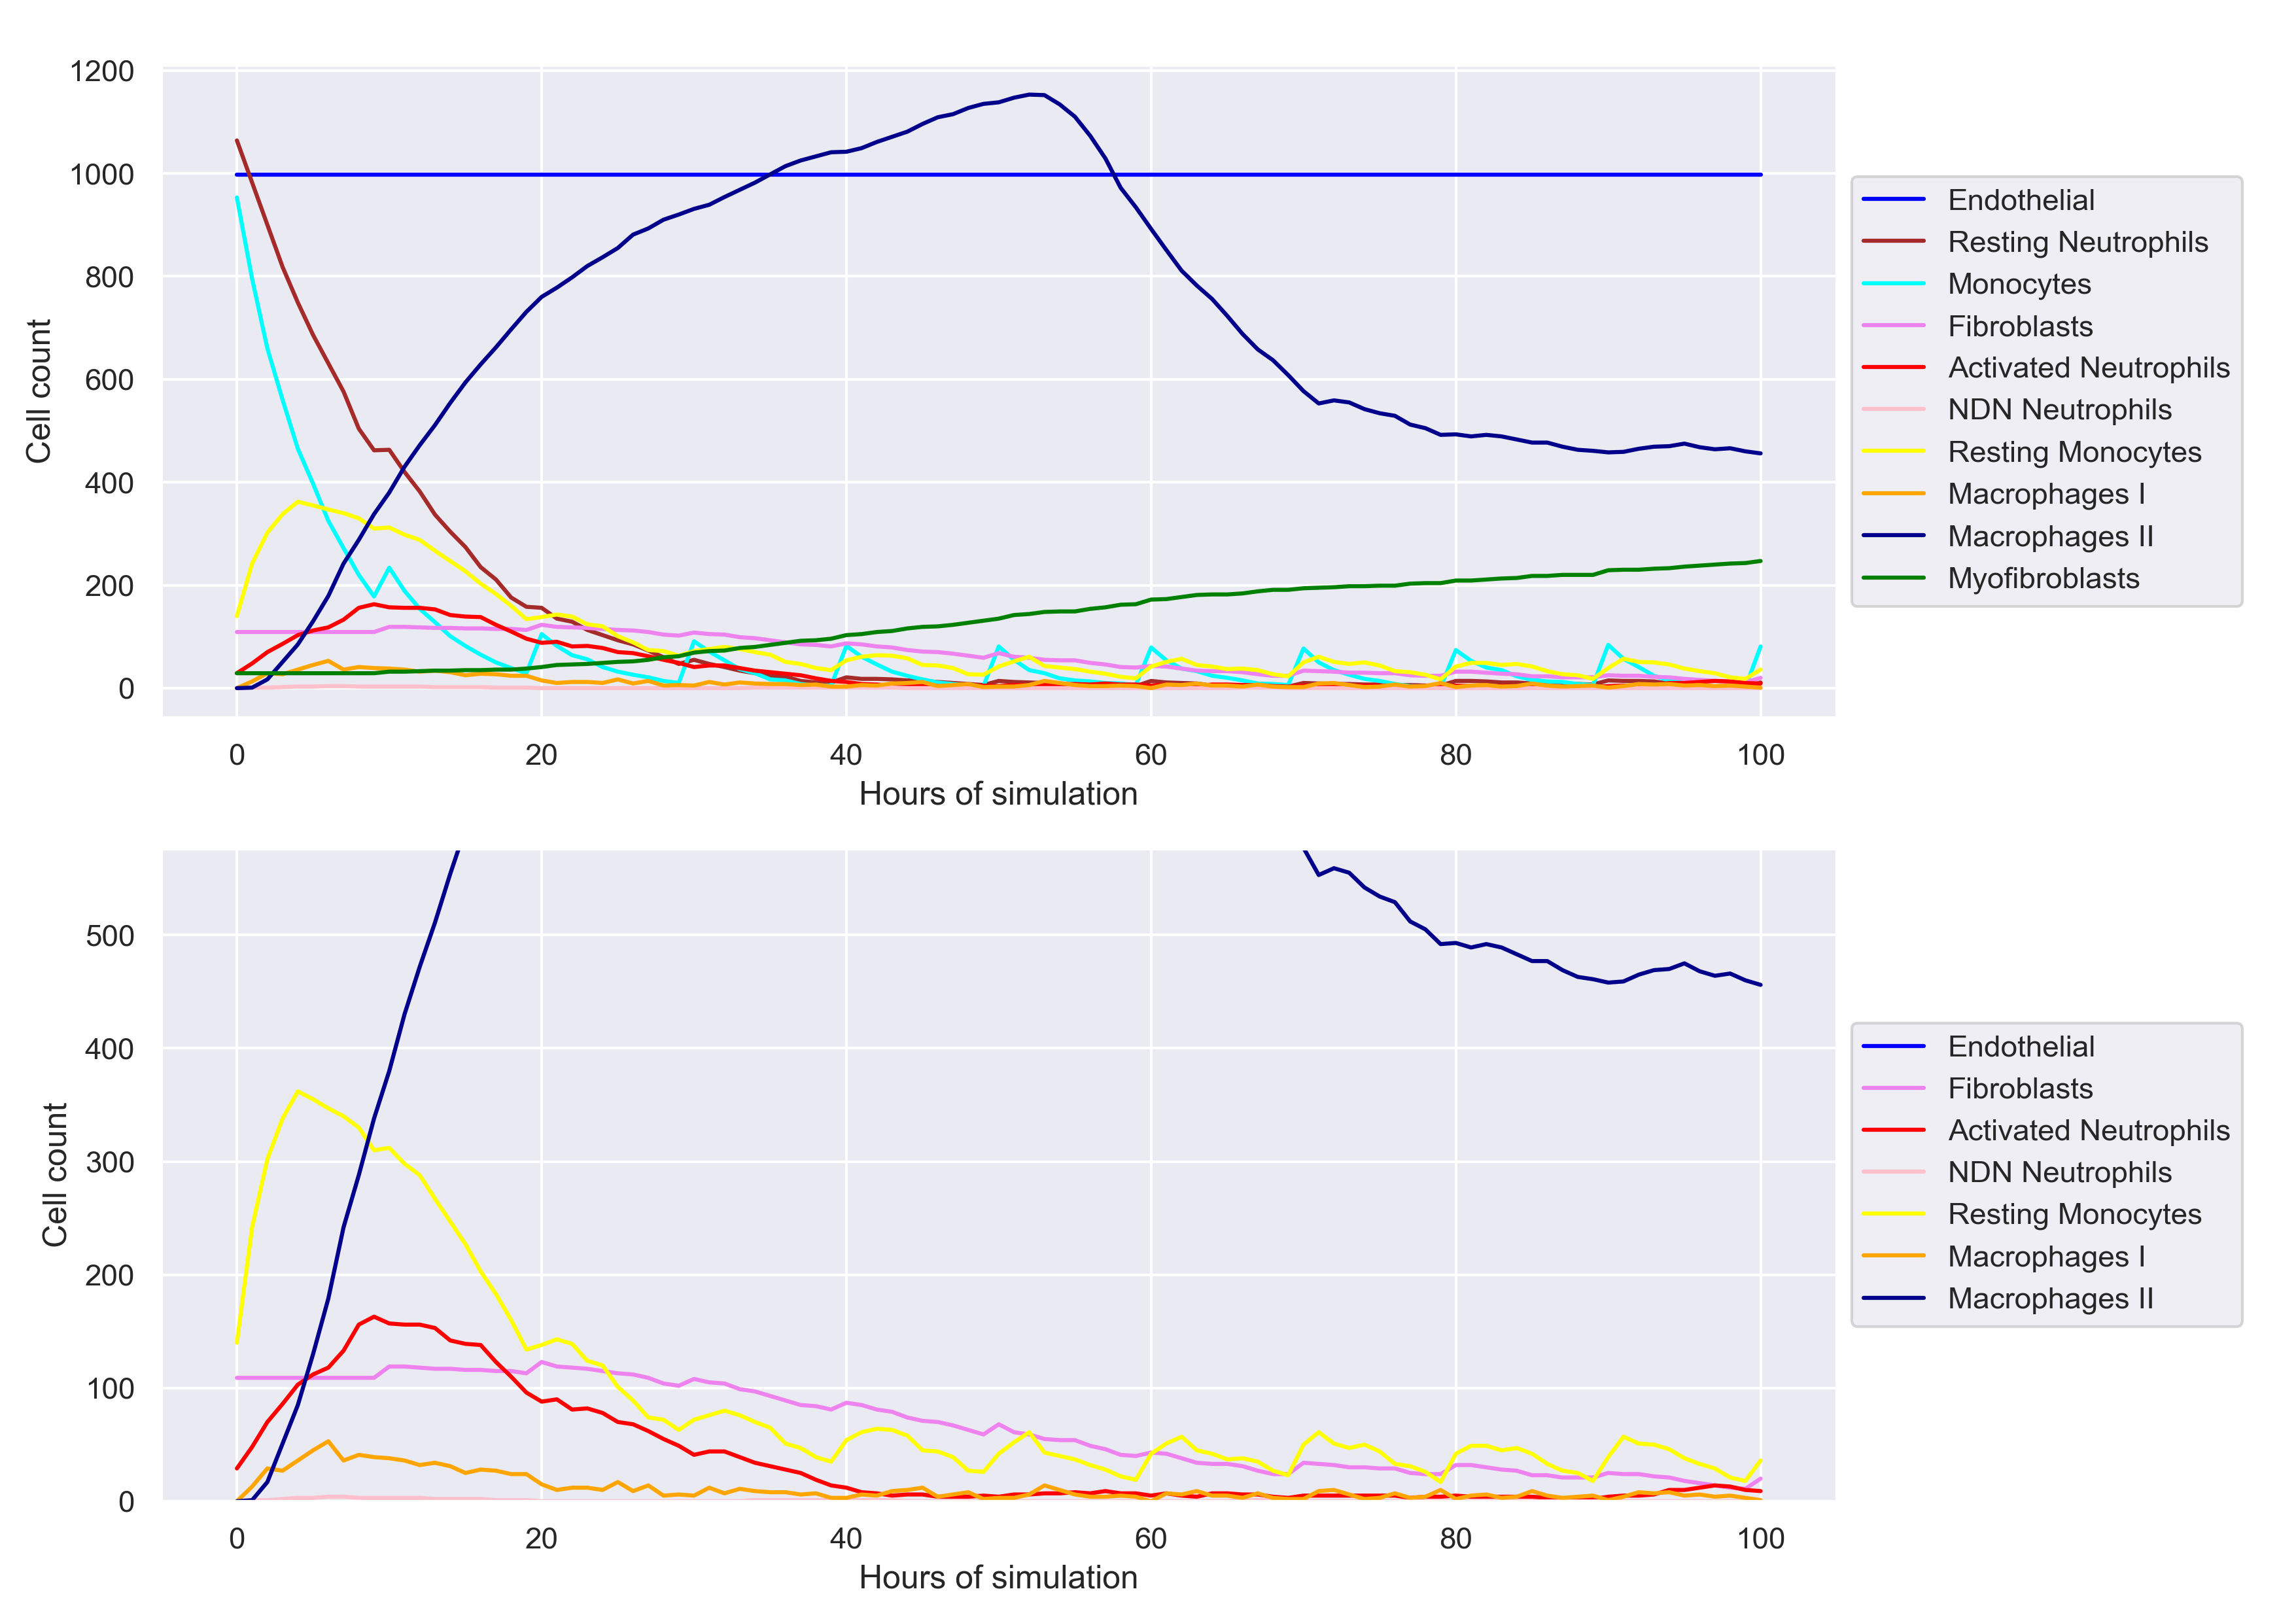 1200
1000
800
600
400
200
0
Cell count
0 20 40 60 80 100
Hours of simulation
Endothelial
Resting Neutrophils
Monocytes
Fibroblasts
Activated Neutrophils
NDN Neutrophils
Resting Monocytes
Macrophages I
Macrophages II
Myofibroblasts
500
400
300
200
100
0
Cell count
0 20 40 60 80 100
Hours of simulation
Endothelial
Fibroblasts
Activated Neutrophils
NDN Neutrophils
Resting Monocytes
Macrophages I
Macrophages II